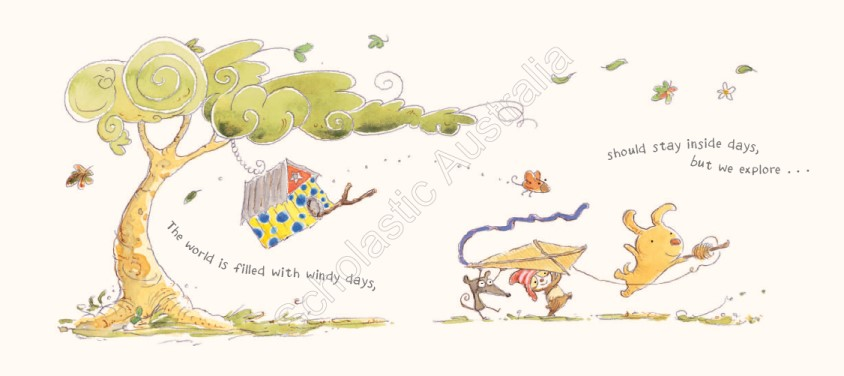 The world is filled with windy days,
should stay inside days,
but we explore . . .
Scholastic Australia